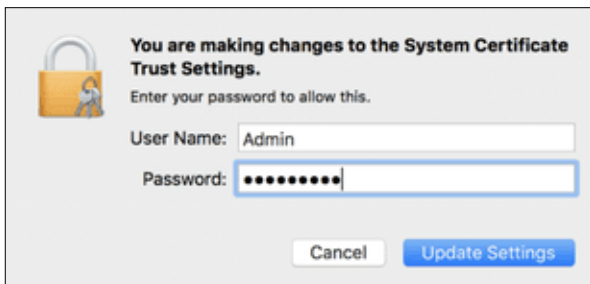 You are making changes to the System Certificate
Trust Settings.
Enter your password to allow this.
User Name: Admin
Password: •••••••••
Cancel Update Settings